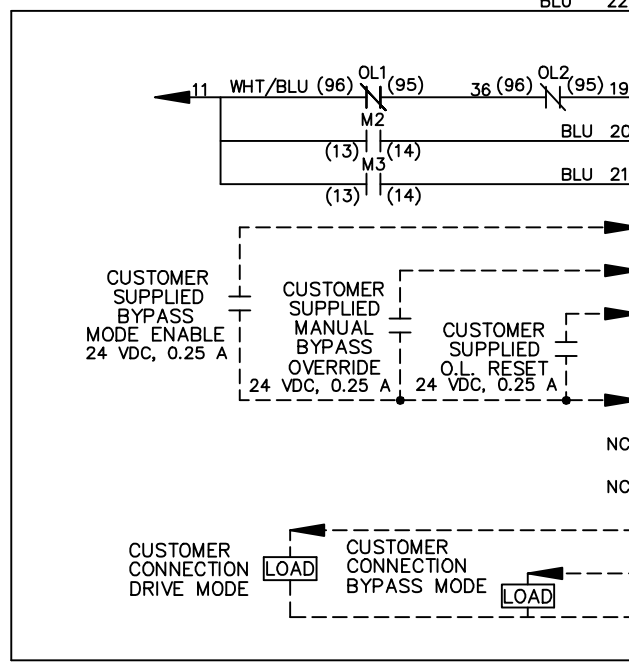 BLU 22
OL1 OL2
11 WHT/BLU (96) (95) 36 (96) (95) 19
M2
BLU 20
(13) (14)
M3
BLU 21
(13) (14)
CUSTOMER
SUPPLIED
BYPASS
MODE ENABLE
24 VDC, 0.25 A
CUSTOMER
SUPPLIED
MANUAL
BYPASS
OVERRIDE
24 VDC, 0.25 A
CUSTOMER
SUPPLIED
O.L. RESET
24 VDC, 0.25 A
NC
NC
CUSTOMER
CONNECTION
DRIVE MODE
LOAD
CUSTOMER
CONNECTION
BYPASS MODE
LOAD